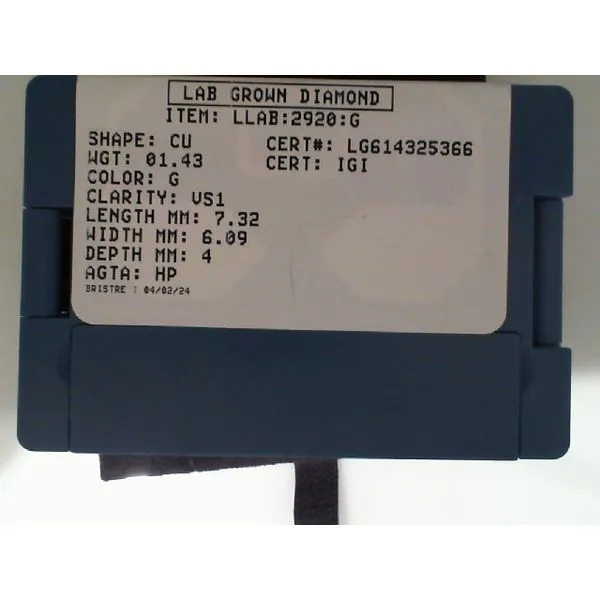 LAB GROWN DIAMOND
ITEM: LLAB:2920:G
SHAPE: CU CERT#: LG614325366
WGT: 01.43 CERT: IGI
COLOR: G
CLARITY: VS1
LENGTH MM: 7.32
WIDTH MM: 6.09
DEPTH MM: 4
AGTA: HP
BRISTRE : 04/02/24